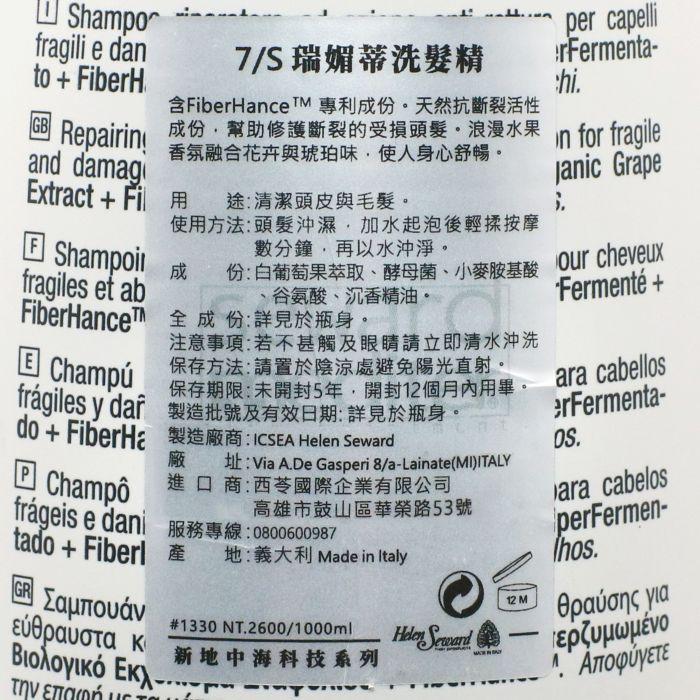 I Shampoo riparatore ad azione anti-rottura per capelli
fragili e dan
erFermenta-
to + FiberH
chi.
GB Repairing
n for fragile
and damag
ganic Grape
Extract + Fi
s.
F Shampoin
pour cheveux
fragiles et ab
Fermenté +
FiberHance™
E Champú
para cabellos
frágiles y dañ
erFermenta-
do + FiberHa
os.
P Champô
para cabelos
frágeis e dani
perFermen-
tado + Fiber
lhos.
GR Σαμπουάν
θραύσης για
εύθραυστα κ
ερζυμωμένο
Βιολογικό Εκχ
Αποφύγετε
την επαφή με τα
7/S 瑞媚蒂洗髮精
含FiberHance™ 專利成份。天然抗斷裂活性
成份,幫助修護斷裂的受損頭髮。浪漫水果
香氛融合花卉與琥珀味,使人身心舒暢。
用 途:清潔頭皮與毛髮。
使用方法:頭髮沖濕,加水起泡後輕揉按摩
數分鐘,再以水沖淨。
成 份:白葡萄果萃取、酵母菌、小麥胺基酸
谷氨酸、沉香精油。
全 成 份:詳見於瓶身。
注意事項:若不甚觸及眼睛請立即清水沖洗
保存方法:請置於陰涼處避免陽光直射。
保存期限:未開封5年,開封12個月內用畢。
製造批號及有效日期:詳見於瓶身。
製造廠商:ICSEA Helen Seward
廠 址:Via A.De Gasperi 8/a-Lainate(MI)ITALY
進 口 商:西苓國際企業有限公司
高雄市鼓山區華榮路53號
服務專線:0800600987
產 地:義大利 Made in Italy
12 M
#1330 NT.2600/1000ml
Helen Seward
MADE IN ITALY
新地中海科技系列